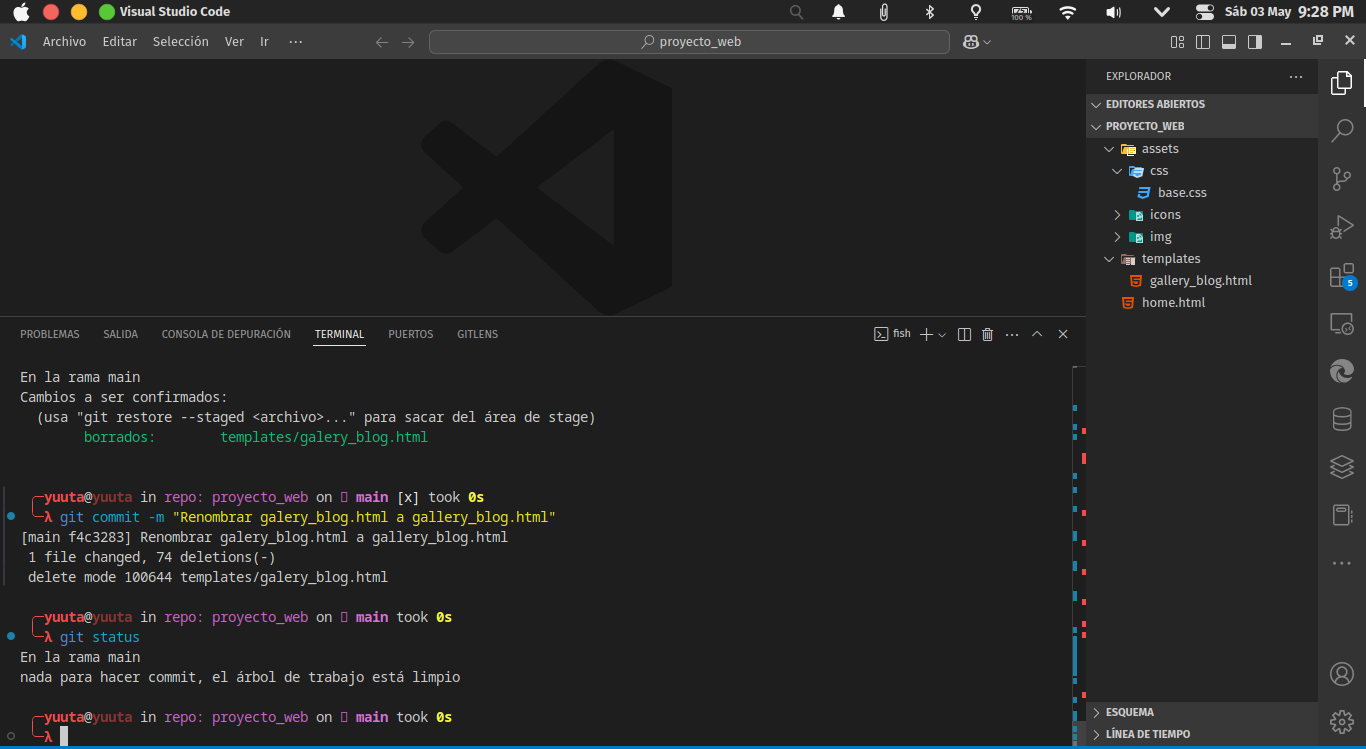 Visual Studio Code
100 %
Sáb 03 May 9:28 PM
Archivo Editar Selección Ver Ir ···
proyecto_web
EXPLORADOR
EDITORES ABIERTOS
PROYECTO_WEB
assets
css
base.css
icons
img
templates
gallery_blog.html
home.html
5
PROBLEMAS SALIDA CONSOLA DE DEPURACIÓN TERMINAL PUERTOS GITLENS
fish
En la rama main
Cambios a ser confirmados:
(usa "git restore --staged <archivo>..." para sacar del área de stage)
borrados: templates/galery_blog.html
yuuta@yuuta in repo: proyecto_web on main [x] took 0s
λ git commit -m "Renombrar galery_blog.html a gallery_blog.html"
[main f4c3283] Renombrar galery_blog.html a gallery_blog.html
1 file changed, 74 deletions(-)
delete mode 100644 templates/galery_blog.html
yuuta@yuuta in repo: proyecto_web on main took 0s
λ git status
En la rama main
nada para hacer commit, el árbol de trabajo está limpio
yuuta@yuuta in repo: proyecto_web on main took 0s
λ
ESQUEMA
LÍNEA DE TIEMPO